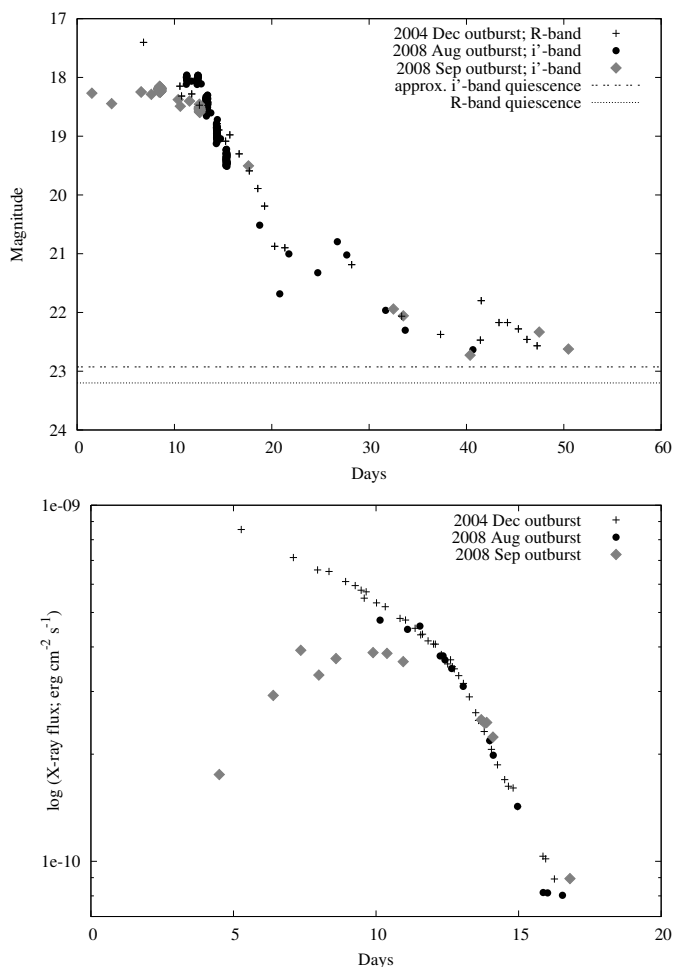 17
18
19
20
21
22
23
24
Magnitude
2004 Dec outburst; R-band
2008 Aug outburst; i'-band
2008 Sep outburst; i'-band
approx. i'-band quiescence
R-band quiescence
0 10 20 30 40 50 60
Days
1e-09
1e-10
log (X-ray flux; erg cm-2 s-1)
2004 Dec outburst
2008 Aug outburst
2008 Sep outburst
0 5 10 15 20
Days